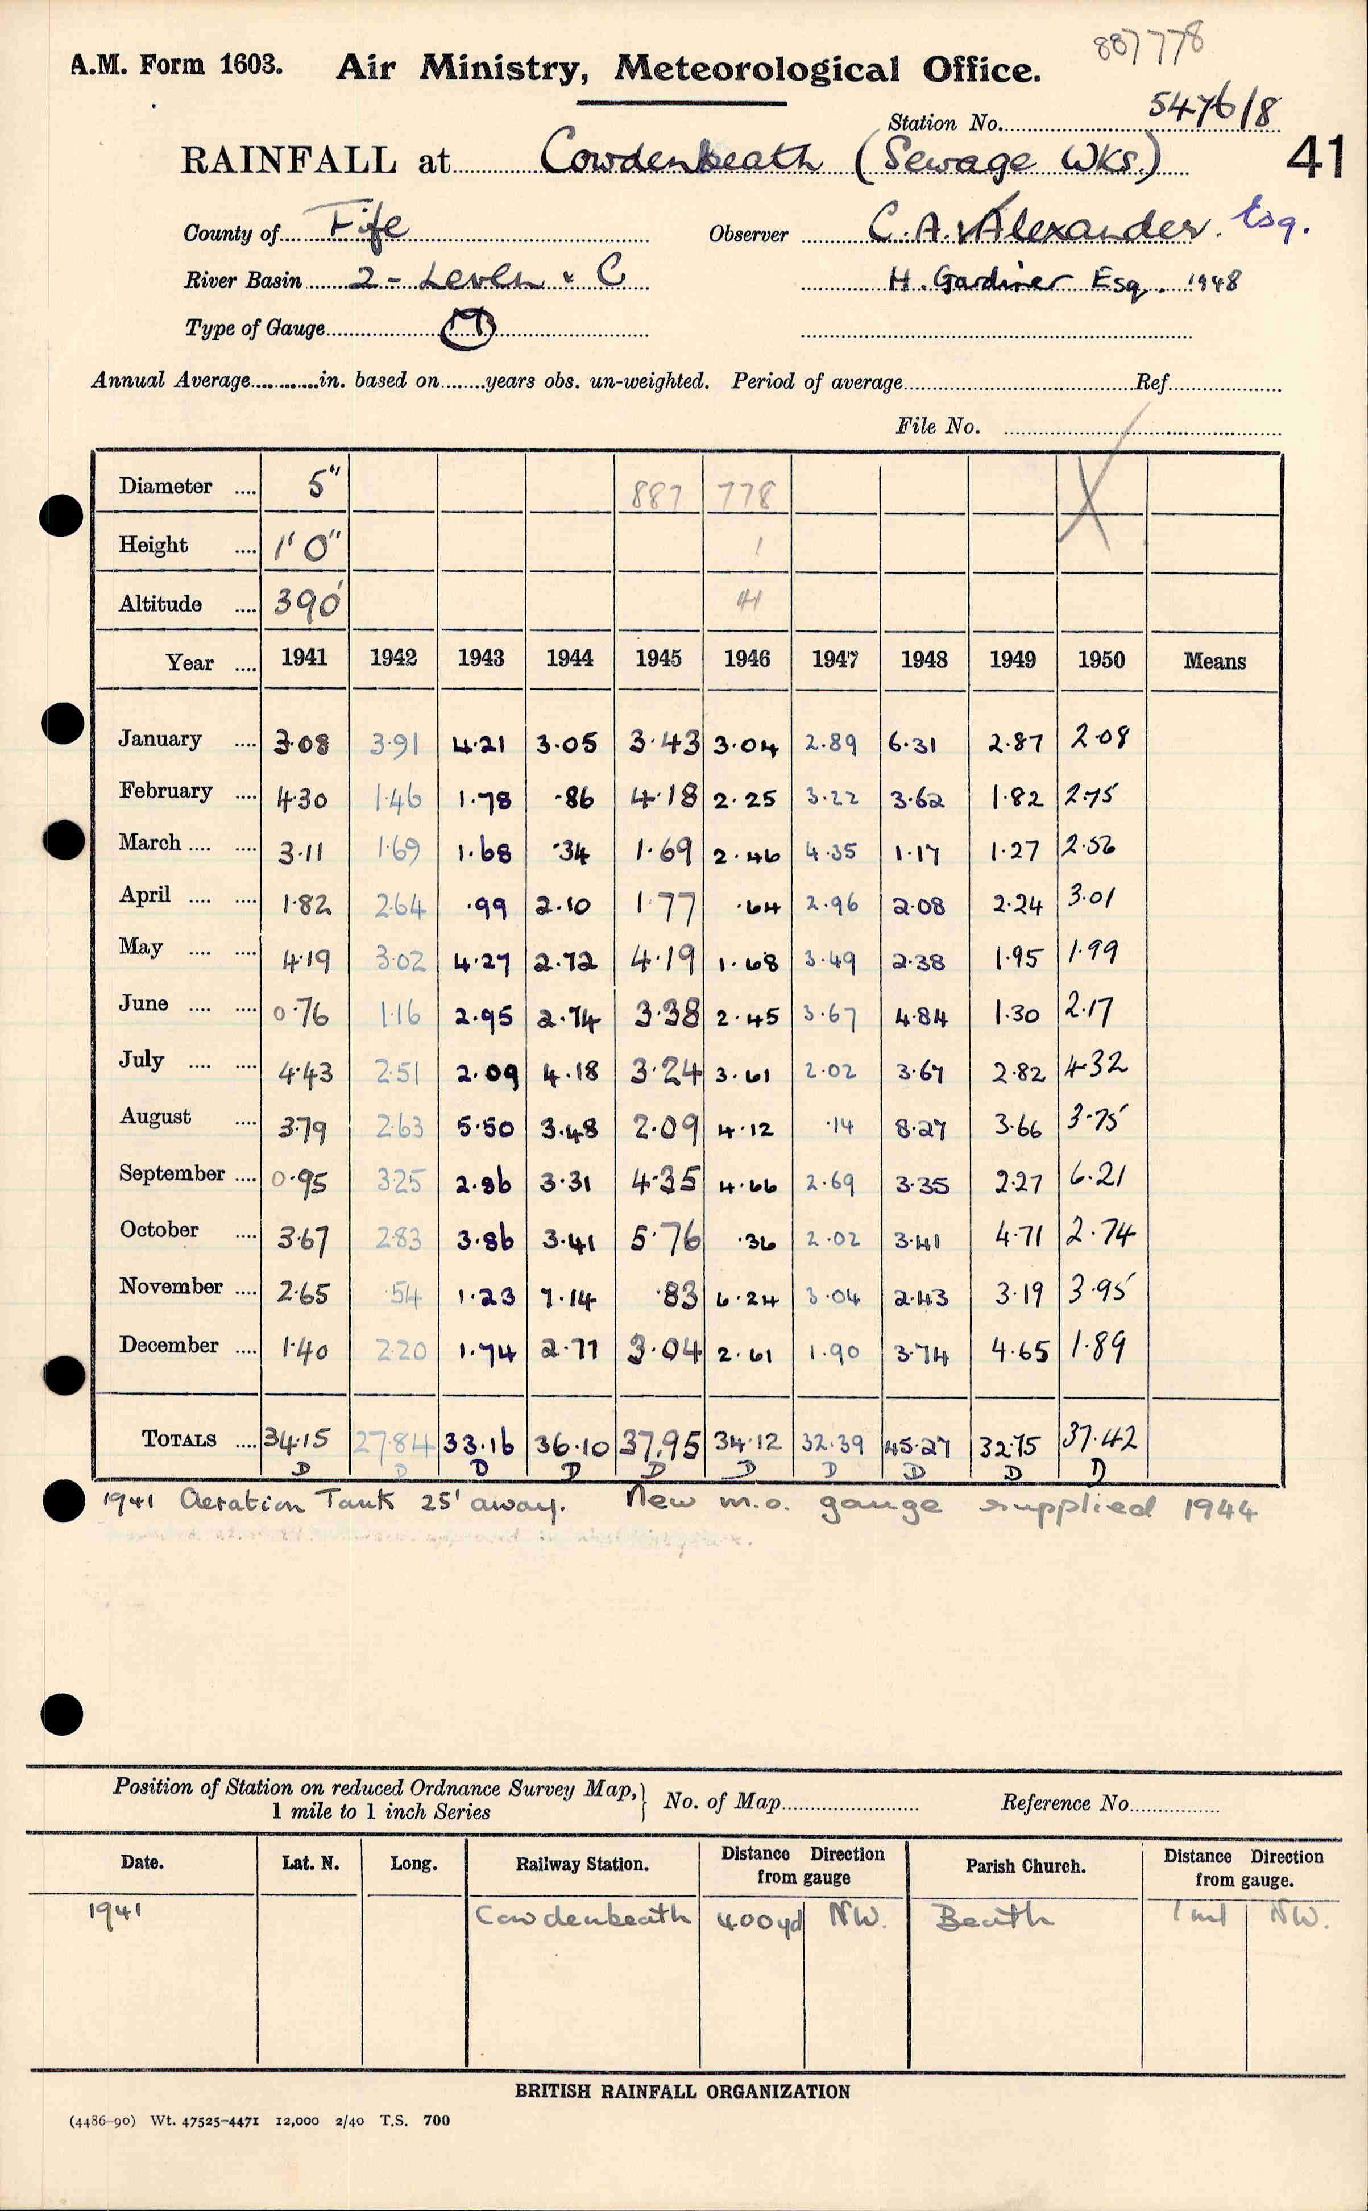 887778
A.M. Form 1603. Air Ministry, Meteorological Office.
Station No. 5476/8
RAINFALL at Cowdenbeath (Sewage Wks.) 41
County of Fife Observer C. A. Alexander. Esq.
River Basin 2 - Leven & C H. Gardiner Esq. 1948
Type of Gauge M
Annual Average in. based on years obs. un-weighted. Period of average Ref
File No.
Diameter 5" 887 778
Height 1' 0" 1
Altitude 390' 41
Year 1941 1942 1943 1944 1945 1946 1947 1948 1949 1950 Means
January 3.08 3.91 4.21 3.05 3.43 3.04 2.89 6.31 2.87 2.08
February 4.30 1.46 1.78 .86 4.18 2.25 3.22 3.62 1.82 2.75
March 3.11 1.69 1.68 .34 1.69 2.46 4.35 1.17 1.27 2.56
April 1.82 2.64 .99 2.10 1.77 .64 2.96 2.08 2.24 3.01
May 4.19 3.02 4.27 2.72 4.19 1.68 3.49 2.38 1.95 1.99
June 0.76 1.16 2.95 2.74 3.38 2.45 3.67 4.84 1.30 2.17
July 4.43 2.51 2.09 4.18 3.24 3.61 2.02 3.67 2.82 4.32
August 3.79 2.63 5.50 3.48 2.09 4.12 .14 8.27 3.66 3.75
September 0.95 3.25 2.86 3.31 4.35 4.66 2.69 3.35 2.27 6.21
October 3.67 2.83 3.86 3.41 5.76 .36 2.02 3.41 4.71 2.74
November 2.65 .54 1.23 7.14 .83 6.24 3.04 2.43 3.19 3.95
December 1.40 2.20 1.74 2.77 3.04 2.61 1.90 3.74 4.65 1.89
TOTALS 34.15 27.84 33.16 36.10 37.95 34.12 32.39 45.27 32.75 37.42
D D D D D D D D D D
1941 Aeration Tank 25' away. New m.o. gauge supplied 1944
Position of Station on reduced Ordnance Survey Map, 1 mile to 1 inch Series No. of Map Reference No.
Date. Lat. N. Long. Railway Station. Distance Direction from gauge Parish Church. Distance Direction from gauge.
1941 Cowdenbeath 400yd NW. Beath 1 ml NW.
BRITISH RAINFALL ORGANIZATION
(4486-90) Wt. 47525-4471 12,000 2/40 T.S. 700